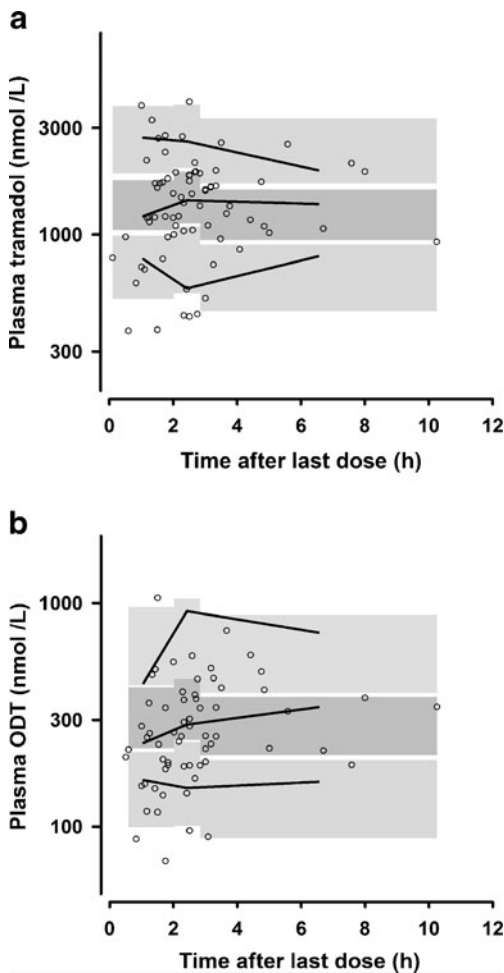 a
Plasma tramadol (nmol /L)
3000
1000
300
0 2 4 6 8 10 12
Time after last dose (h)
b
Plasma ODT (nmol /L)
1000
300
100
0 2 4 6 8 10 12
Time after last dose (h)